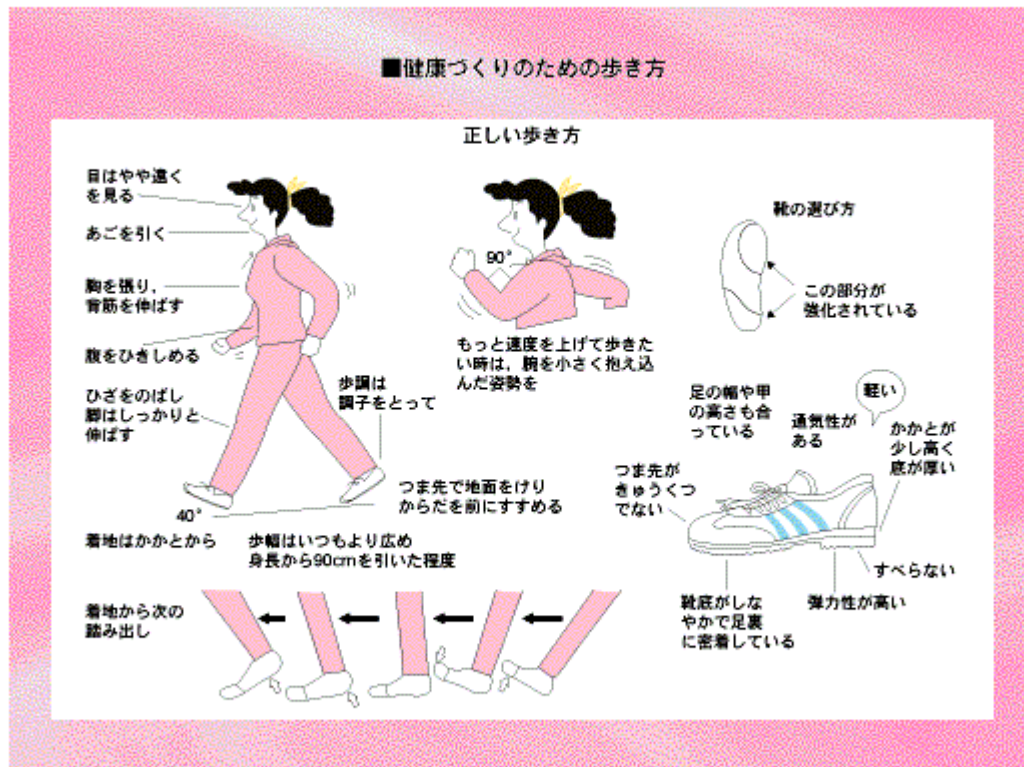 ■健康づくりのための歩き方
正しい歩き方
目はやや遠く
を見る
あごを引く
胸を張り，
背筋を伸ばす
腹をひきしめる
ひざをのばし
脚はしっかりと
伸ばす
歩調は
調子をとって
40°
着地はかかとから
つま先で地面をけり
からだを前にすすめる
歩幅はいつもより広め
身長から90cmを引いた程度
90°
もっと速度を上げて歩きた
い時は，腕を小さく抱え込
んだ姿勢を
靴の選び方
この部分が
強化されている
足の幅や甲
の高さも合
っている
通気性が
ある
軽い
かかとが
少し高く
底が厚い
つま先が
きゅうくつ
でない
すべらない
弾力性が高い
靴底がしな
やかで足裏
に密着している
着地から次の
踏み出し